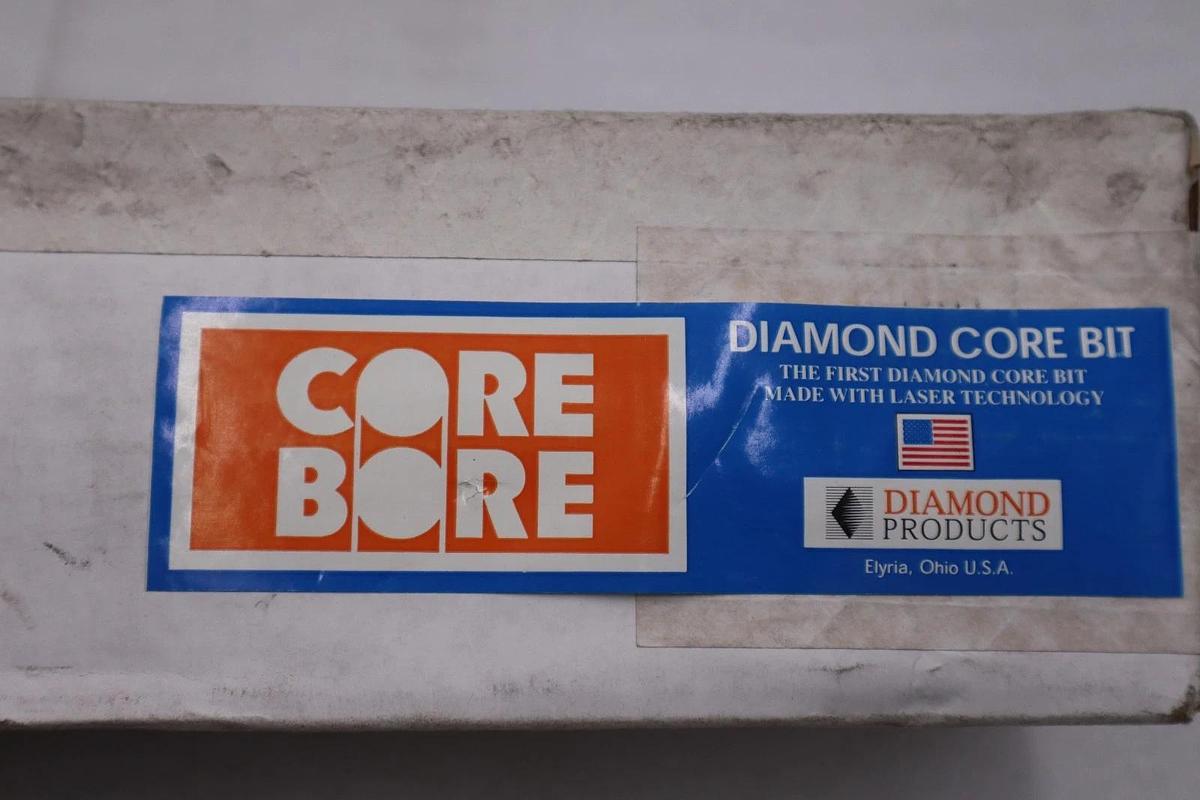 CORE
BORE
DIAMOND CORE BIT
THE FIRST DIAMOND CORE BIT
MADE WITH LASER TECHNOLOGY
DIAMOND
PRODUCTS
Elyria, Ohio U.S.A.